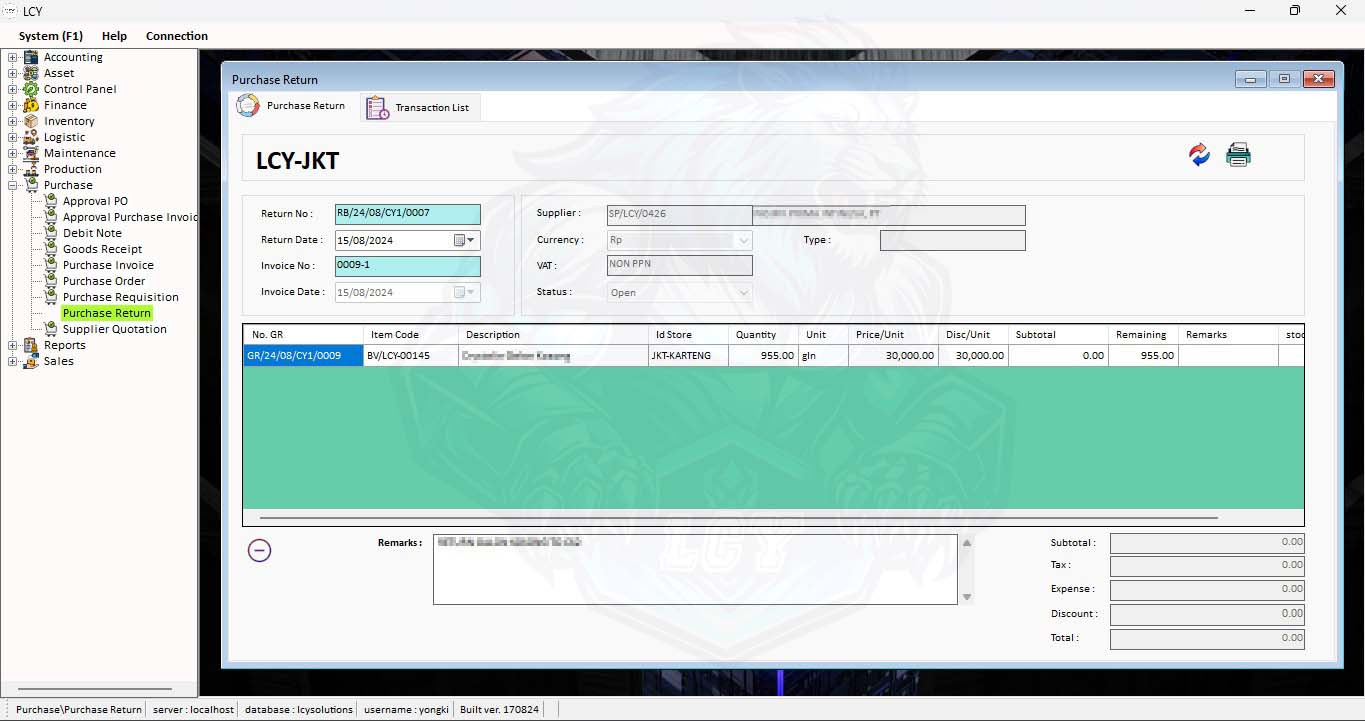 LCY
System (F1) Help Connection
Accounting
Asset
Control Panel
Finance
Inventory
Logistic
Maintenance
Production
Purchase
Approval PO
Approval Purchase Invoic
Debit Note
Goods Receipt
Purchase Invoice
Purchase Order
Purchase Requisition
Purchase Return
Supplier Quotation
Reports
Sales
Purchase Return
Purchase Return Transaction List
LCY-JKT
Return No : RB/24/08/CY1/0007
Return Date : 15/08/2024
Invoice No : 0009-1
Invoice Date : 15/08/2024
Supplier : SP/LCY/0426
Currency : Rp Type :
VAT : NON PPN
Status : Open
No. GR Item Code Description Id Store Quantity Unit Price/Unit Disc/Unit Subtotal Remaining Remarks stoc
GR/24/08/CY1/0009 BV/LCY-00145 JKT-KARTENG 955.00 gln 30,000.00 30,000.00 0.00 955.00
LCY
Remarks :
Subtotal : 0.00
Tax : 0.00
Expense : 0.00
Discount : 0.00
Total : 0.00
Purchase\Purchase Return server : localhost database : lcysolutions username : yongki Built ver. 170824